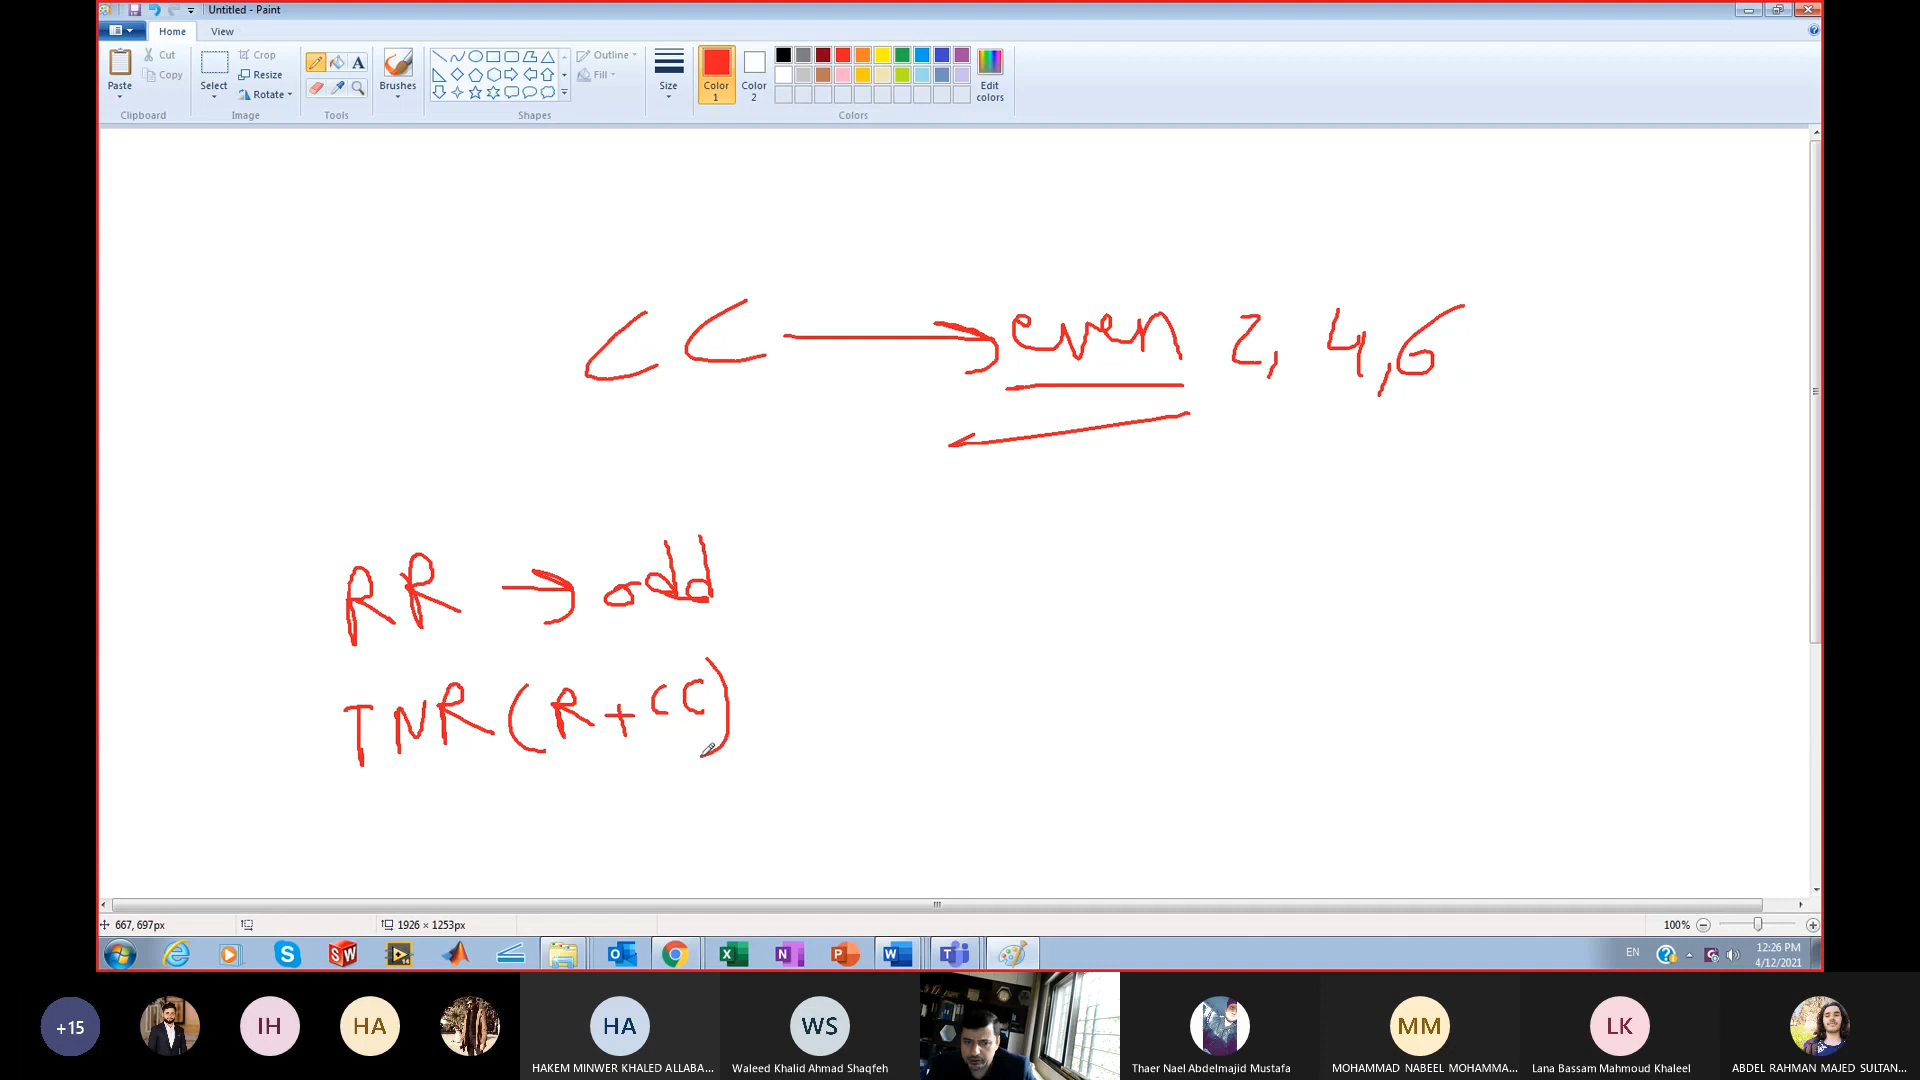 Untitled - Paint
Home View
Paste Cut Copy Clipboard
Select Crop Resize Rotate Image
Tools
Brushes
Outline Fill Shapes
Size
Color 1 Color 2 Edit colors Colors
CC → even 2, 4, 6
RR → odd
TNR (R + CC)
667, 697px 1926 × 1253px 100%
EN 12:26 PM
4/12/2021
+15 IH HA HA WS MM LK
HAKEM MINWER KHALED ALLABA... Waleed Khalid Ahmad Shaqfeh Thaer Nael Abdelmajid Mustafa MOHAMMAD NABEEL MOHAMMA... Lana Bassam Mahmoud Khaleel ABDEL RAHMAN MAJED SULTAN...